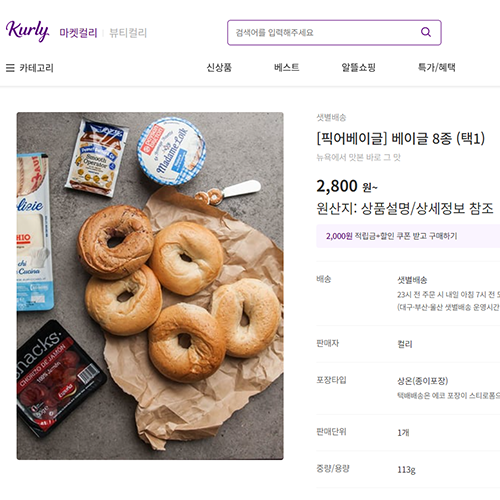 Kurly 마켓컬리 뷰티컬리
검색어를 입력해주세요
카테고리 신상품 베스트 알뜰쇼핑 특가/혜택
샛별배송
[픽어베이글] 베이글 8종 (택1)
뉴욕에서 맛본 바로 그 맛
2,800 원~
원산지: 상품설명/상세정보 참조
2,000원 적립금+할인 쿠폰 받고 구매하기
배송 샛별배송
23시 전 주문 시 내일 아침 7시 전
(대구·부산·울산 샛별배송 운영시간
판매자 컬리
포장타입 상온(종이포장)
택배배송은 에코 포장이 스티로폼으
판매단위 1개
중량/용량 113g
Smooth
Operator
Madame Loïk
snacks.
CHORIZO DE JAMÓN
100%